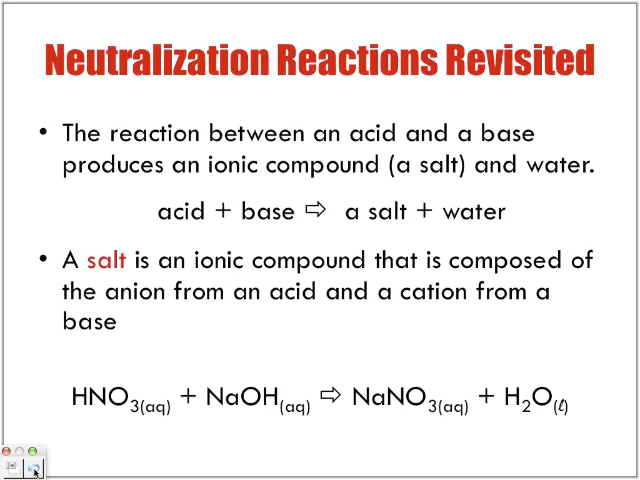 Neutralization Reactions Revisited
• The reaction between an acid and a base
produces an ionic compound (a salt) and water.
acid + base ⇨ a salt + water
• A salt is an ionic compound that is composed of
the anion from an acid and a cation from a
base
HNO₃(aq) + NaOH(aq) ⇨ NaNO₃(aq) + H₂O(ℓ)